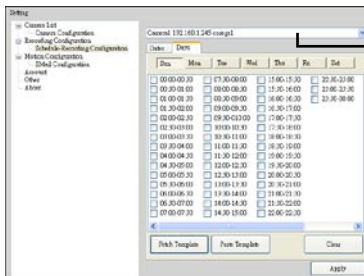 Setting
Camera List
Camera Configuration
Recording Configuration
Schedule Recording Configuration
Motion Configuration
EMail Configuration
Account
Other
About
Camera1 192.168.1.245
Dates Days
Sun Mon Tue Wed Thu Fri Sat
00:00-00:30 07:30-08:00 15:00-15:30 22:30-23:00
00:30-01:00 08:00-08:30 15:30-16:00 23:00-23:30
01:00-01:30 08:30-09:00 16:00-16:30 23:30-00:00
01:30-02:00 09:00-09:30 16:30-17:00
02:00-02:30 09:30-10:00 17:00-17:30
02:30-03:00 10:00-10:30 17:30-18:00
03:00-03:30 10:30-11:00 18:00-18:30
03:30-04:00 11:00-11:30 18:30-19:00
04:00-04:30 11:30-12:00 19:00-19:30
04:30-05:00 12:00-12:30 19:30-20:00
05:00-05:30 12:30-13:00 20:00-20:30
05:30-06:00 13:00-13:30 20:30-21:00
06:00-06:30 13:30-14:00 21:00-21:30
06:30-07:00 14:00-14:30 21:30-22:00
07:00-07:30 14:30-15:00 22:00-22:30
Fetch Template Paste Template Clear
Apply